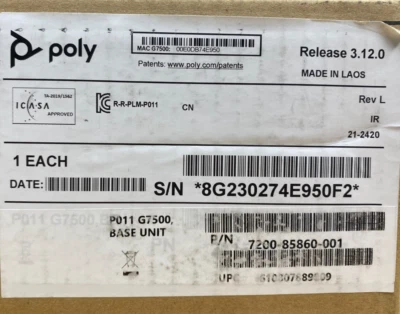 poly
MAC G7500: 00E0DB74E950
Release 3.12.0
Patents: www.poly.com/patents
MADE IN LAOS
ICASA
APPROVED
R-R-PLM-P011
CN
Rev L
IR
21-2420
1 EACH
DATE:
S/N *8G230274E950F2*
P011 G7500,
BASE UNIT
P/N
7200-85860-001
UPC